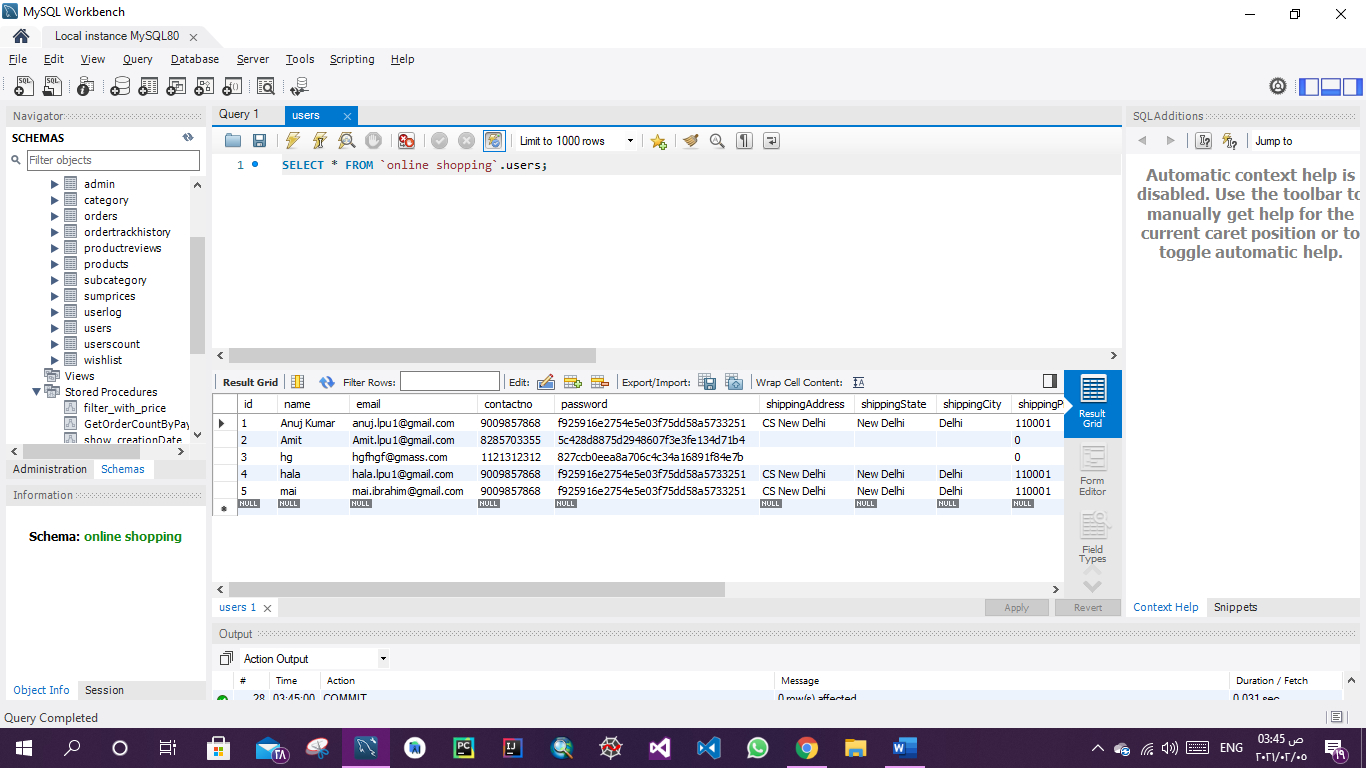 MySQL Workbench
Local instance MySQL80
File Edit View Query Database Server Tools Scripting Help
Navigator
SCHEMAS
Filter objects
admin
category
orders
ordertrackhistory
productreviews
products
subcategory
sumprices
userlog
users
userscount
wishlist
Views
Stored Procedures
filter_with_price
GetOrderCountByPay
show_creationDate
Administration Schemas
Information
Schema: online shopping
Object Info Session
Query 1 users
Limit to 1000 rows
1 SELECT * FROM `online shopping`.users;
Result Grid Filter Rows: Edit: Export/Import: Wrap Cell Content:
id name email contactno password shippingAddress shippingState shippingCity shippingP
1 Anuj Kumar anuj.lpu1@gmail.com 9009857868 f925916e2754e5e03f75dd58a5733251 CS New Delhi New Delhi Delhi 110001
2 Amit Amit.lpu1@gmail.com 8285703355 5c428d8875d2948607f3e3fe134d71b4 0
3 hg hgfhgf@gmass.com 1121312312 827ccb0eea8a706c4c34a16891f84e7b 0
4 hala hala.lpu1@gmail.com 9009857868 f925916e2754e5e03f75dd58a5733251 CS New Delhi New Delhi Delhi 110001
5 mai mai.ibrahim@gmail.com 9009857868 f925916e2754e5e03f75dd58a5733251 CS New Delhi New Delhi Delhi 110001
NULL NULL NULL NULL NULL NULL NULL NULL NULL
Result
Grid
Form
Editor
Field
Types
users 1 Apply Revert
SQLAdditions
Jump to
Automatic context help is
disabled. Use the toolbar to
manually get help for the
current caret position or to
toggle automatic help.
Context Help Snippets
Output
Action Output
# Time Action Message Duration / Fetch
28 03:45:00 COMMIT 0 row(s) affected 0.031 sec
Query Completed
٢٨
ENG
03:45 ص
٢٠٢١/٠٢/٠٥
١٩